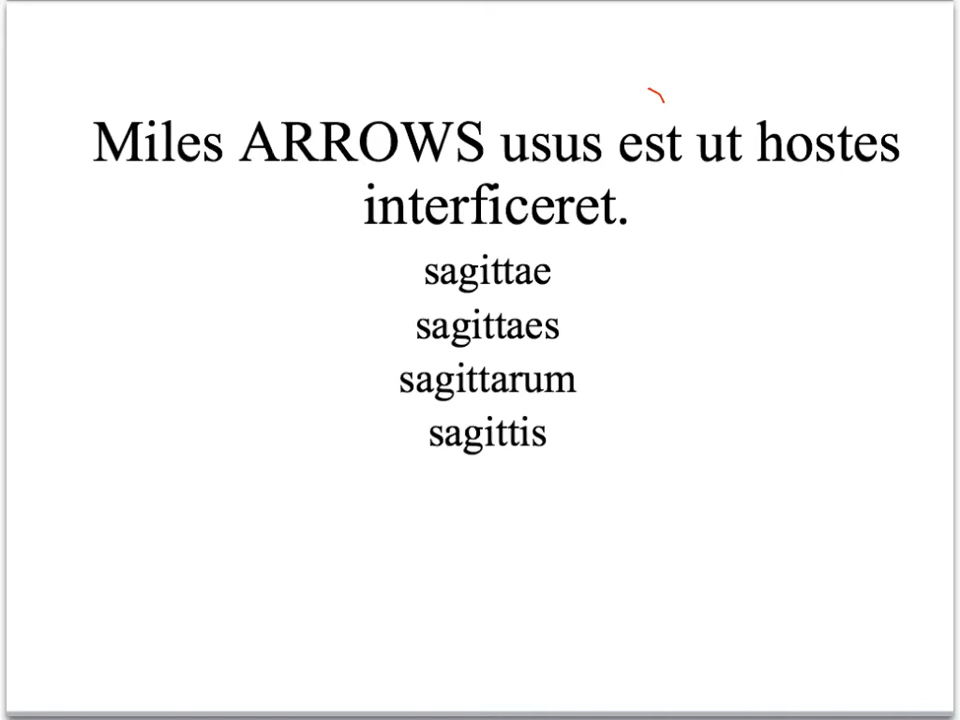 Miles ARROWS usus est ut hostes
interficeret.
sagittae
sagittaes
sagittarum
sagittis